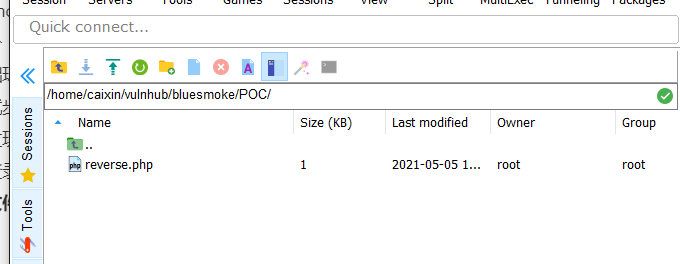 Session Servers Tools Games Sessions View Split MultiExec Tunneling Packages
Quick connect...
/home/caixin/vulnhub/bluesmoke/POC/
Name Size (KB) Last modified Owner Group
..
reverse.php 1 2021-05-05 1... root root
Sessions
Tools